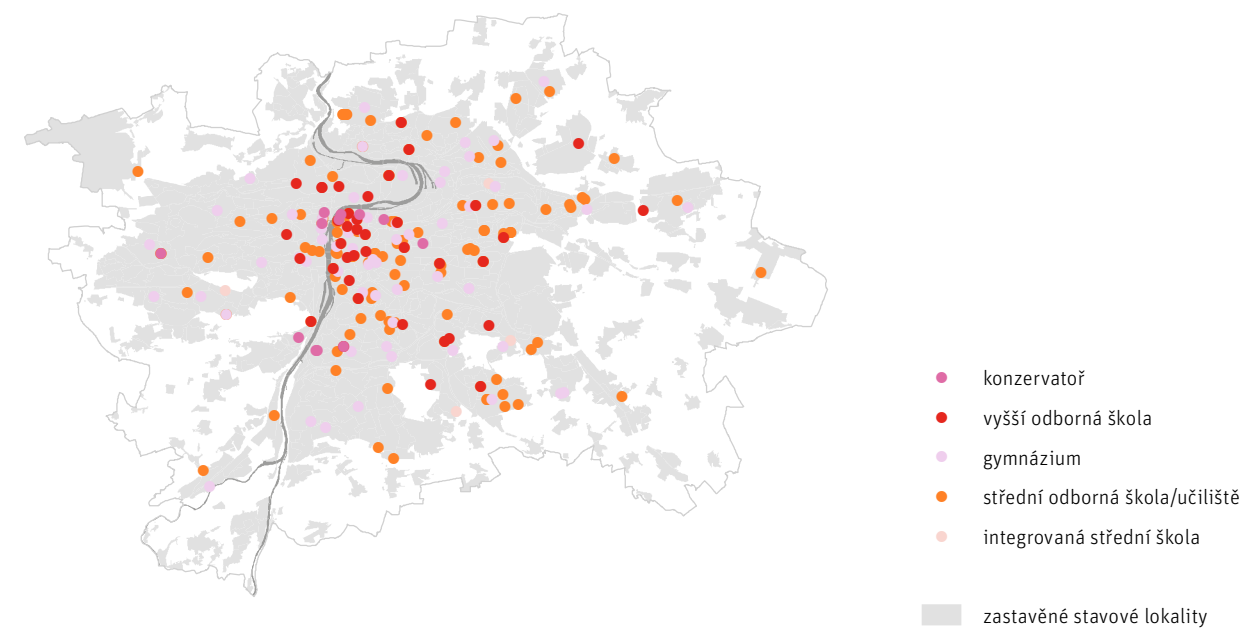 konzervatoř
vyšší odborná škola
gymnázium
střední odborná škola/učiliště
integrovaná střední škola
zastavěné stavové lokality